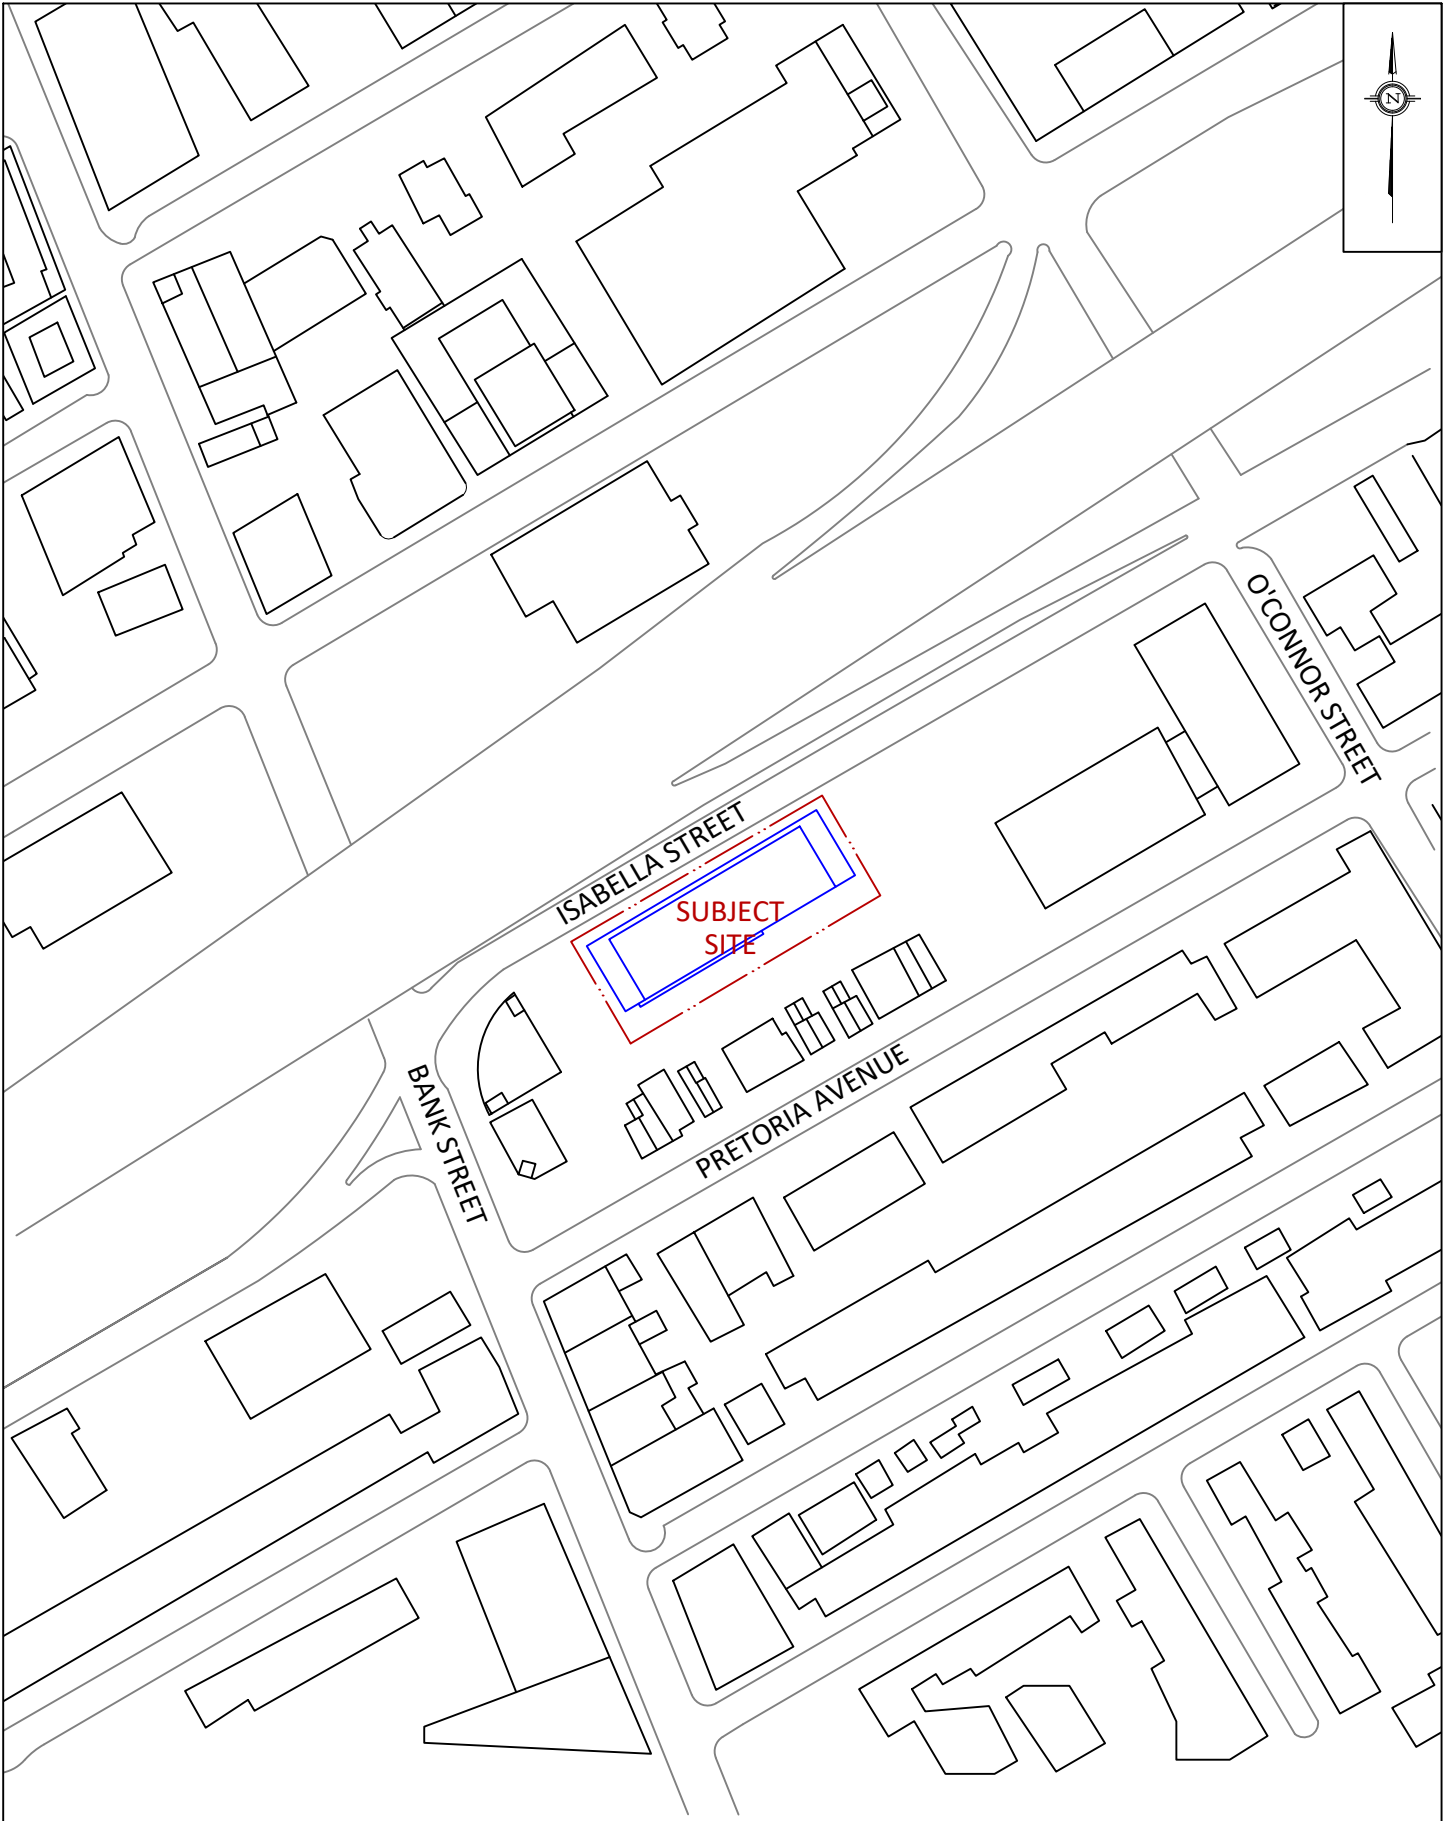 N
O'CONNOR STREET
ISABELLA STREET
SUBJECT
SITE
PRETORIA AVENUE
BANK STREET